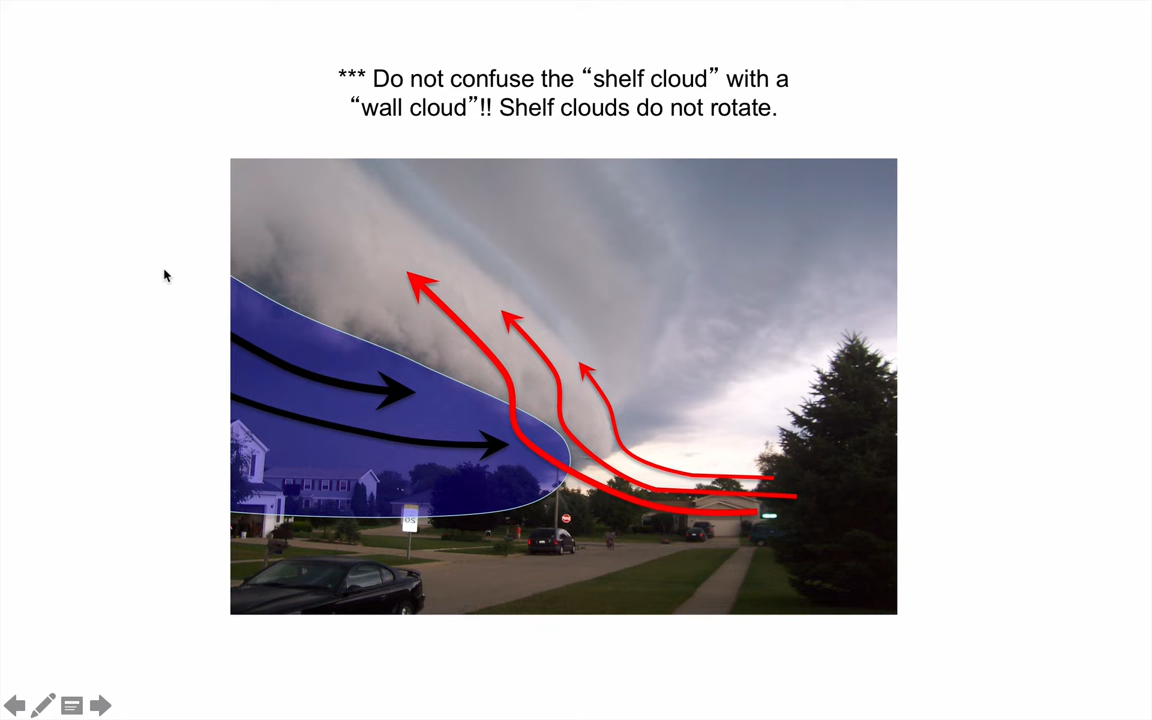 *** Do not confuse the “shelf cloud” with a
“wall cloud”!! Shelf clouds do not rotate.